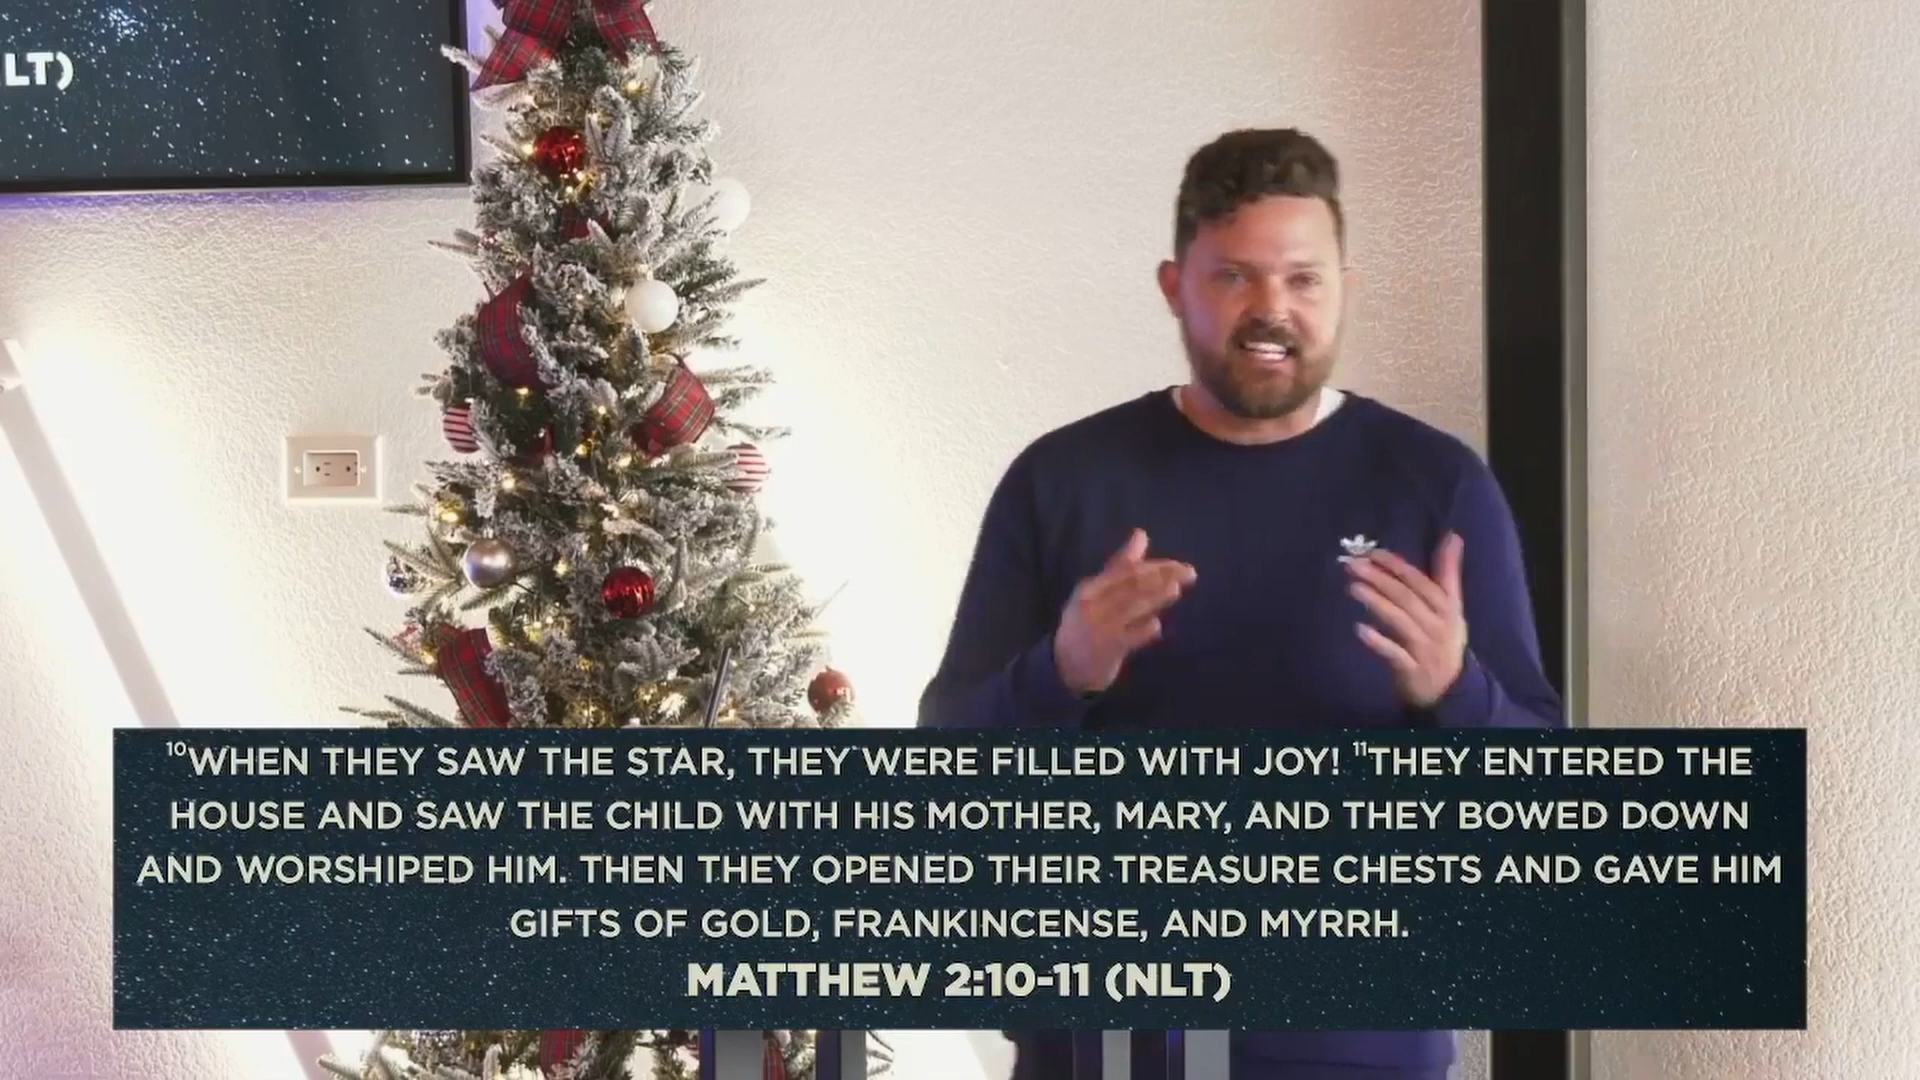 LT)
¹⁰WHEN THEY SAW THE STAR, THEY WERE FILLED WITH JOY! ¹¹THEY ENTERED THE
HOUSE AND SAW THE CHILD WITH HIS MOTHER, MARY, AND THEY BOWED DOWN
AND WORSHIPED HIM. THEN THEY OPENED THEIR TREASURE CHESTS AND GAVE HIM
GIFTS OF GOLD, FRANKINCENSE, AND MYRRH.
MATTHEW 2:10-11 (NLT)